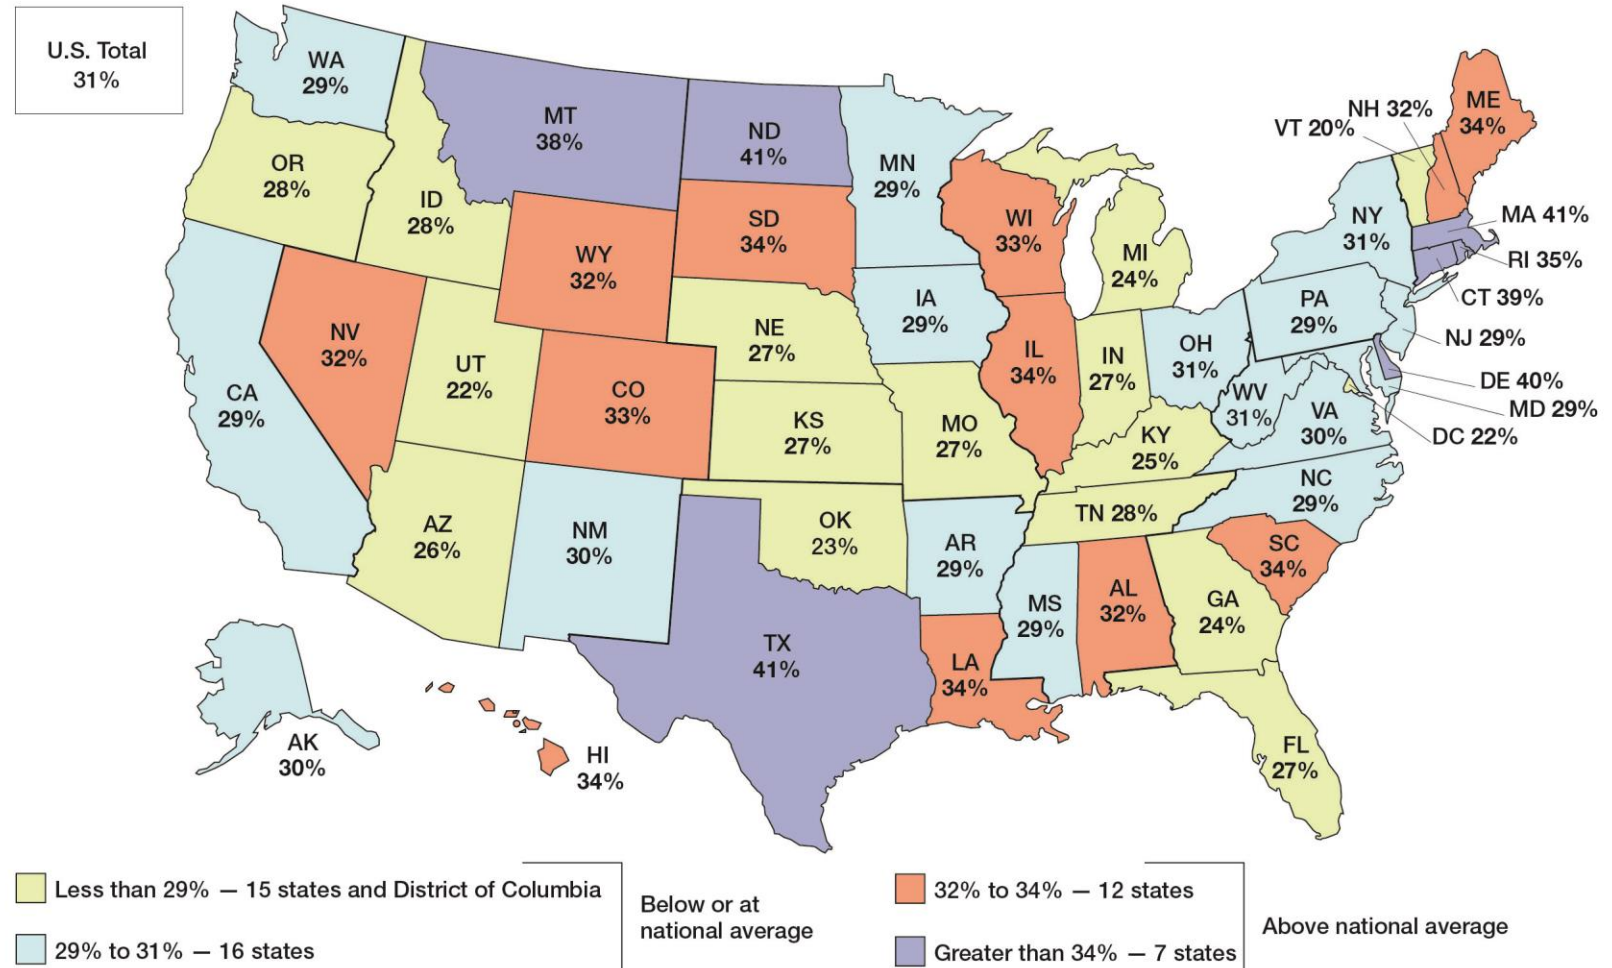 U.S. Total
31%
WA
29%
OR
28%
ID
28%
MT
38%
ND
41%
MN
29%
SD
34%
WY
32%
WI
33%
MI
24%
NY
31%
VT 20%
NH 32%
ME
34%
MA 41%
RI 35%
CT 39%
NJ 29%
DE 40%
MD 29%
DC 22%
PA
29%
IA
29%
NE
27%
NV
32%
UT
22%
CO
33%
CA
29%
KS
27%
MO
27%
IL
34%
IN
27%
OH
31%
WV
31%
VA
30%
KY
25%
NC
29%
TN 28%
AZ
26%
NM
30%
OK
23%
AR
29%
SC
34%
MS
29%
AL
32%
GA
24%
TX
41%
LA
34%
FL
27%
AK
30%
HI
34%
Less than 29% — 15 states and District of Columbia
29% to 31% — 16 states
Below or at
national average
32% to 34% — 12 states
Greater than 34% — 7 states
Above national average